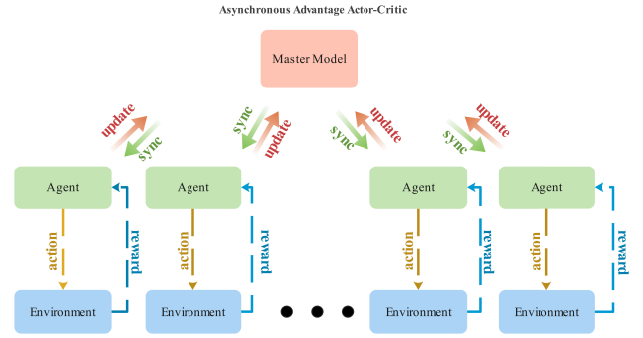 Asynchronous Advantage Actor-Critic
Master Model
update
sync
sync
update
update
sync
update
sync
Agent
Agent
Agent
Agent
action
reward
action
reward
action
reward
action
reward
Environment
Environment
Environment
Environment